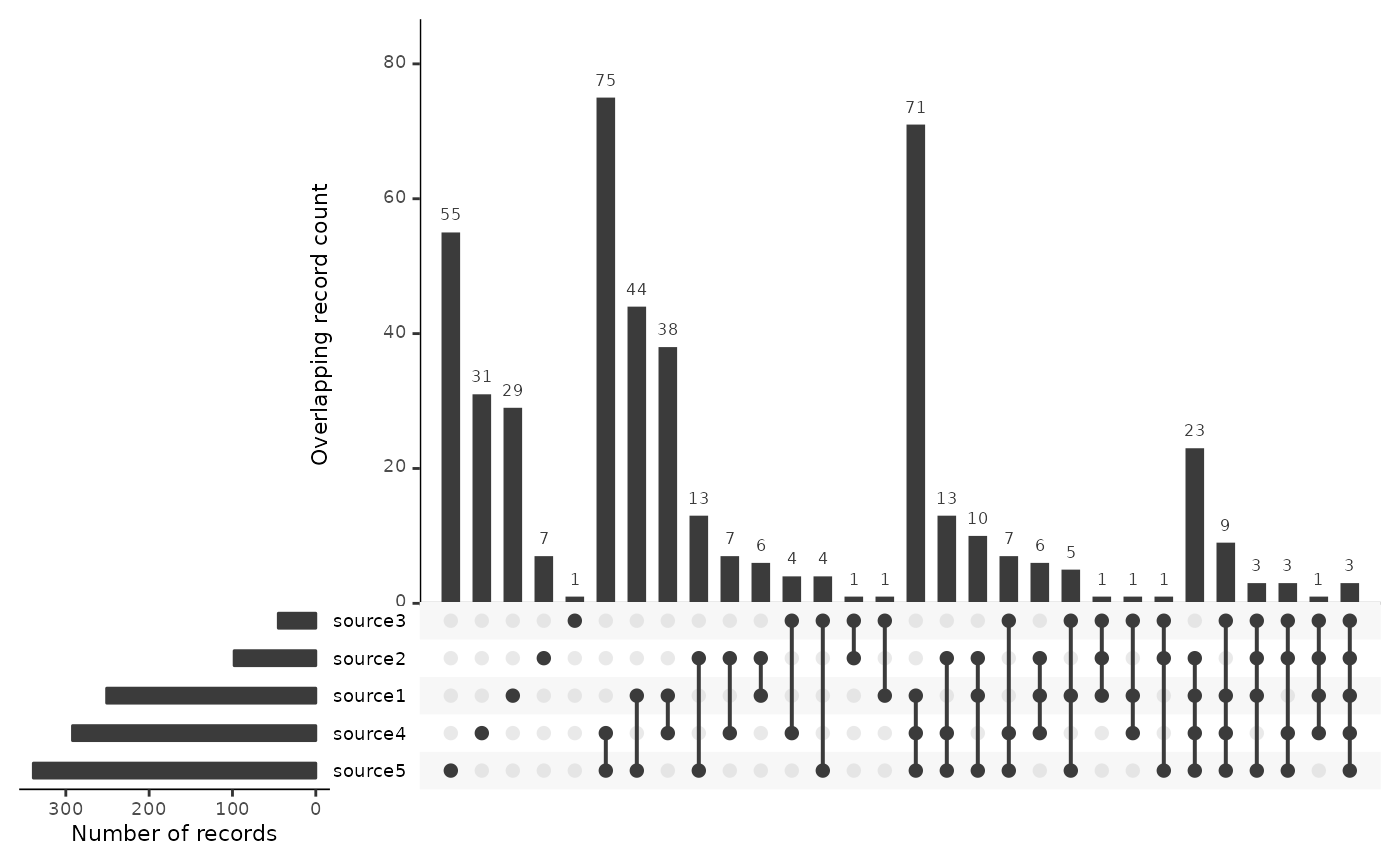 80
60
40
20
0
Overlapping record count
55 31 29 7 1 75 44 38 13 7 6 4 4 1 1 71 13 10 7 6 5 1 1 1 23 9 3 3 1 3
source3
source2
source1
source4
source5
300 200 100 0
Number of records